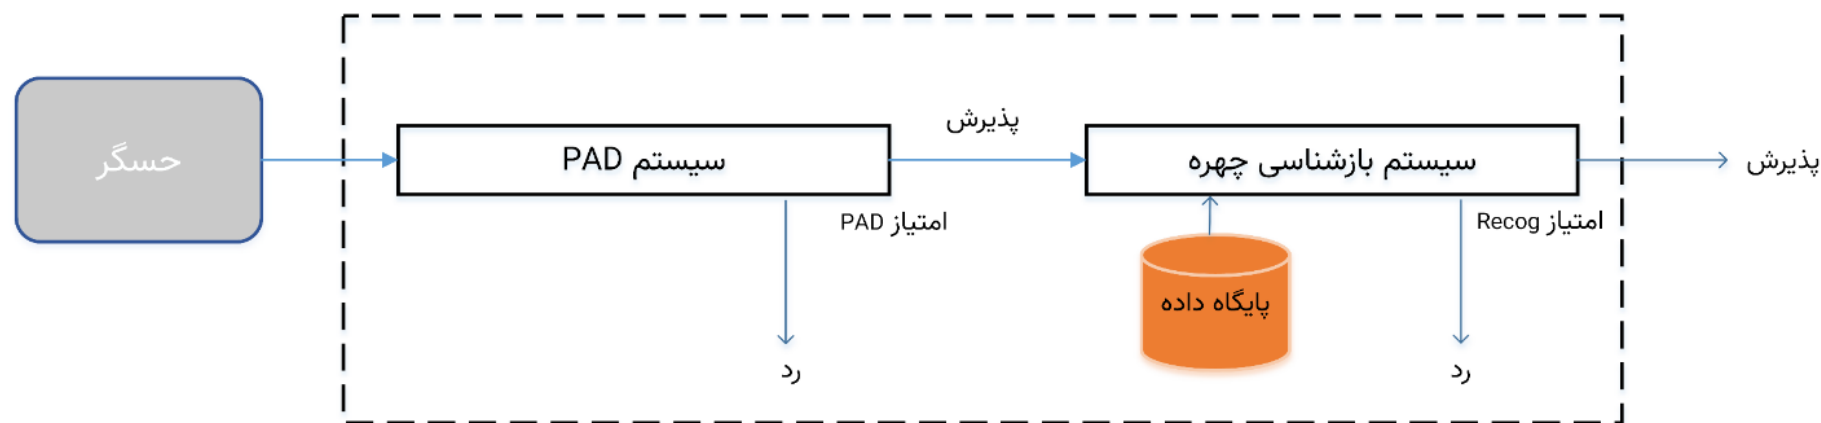 حسگر
سیستم PAD
پذیرش
سیستم بازشناسی چهره
پذیرش
امتیاز PAD
امتیاز Recog
پایگاه داده
رد
رد